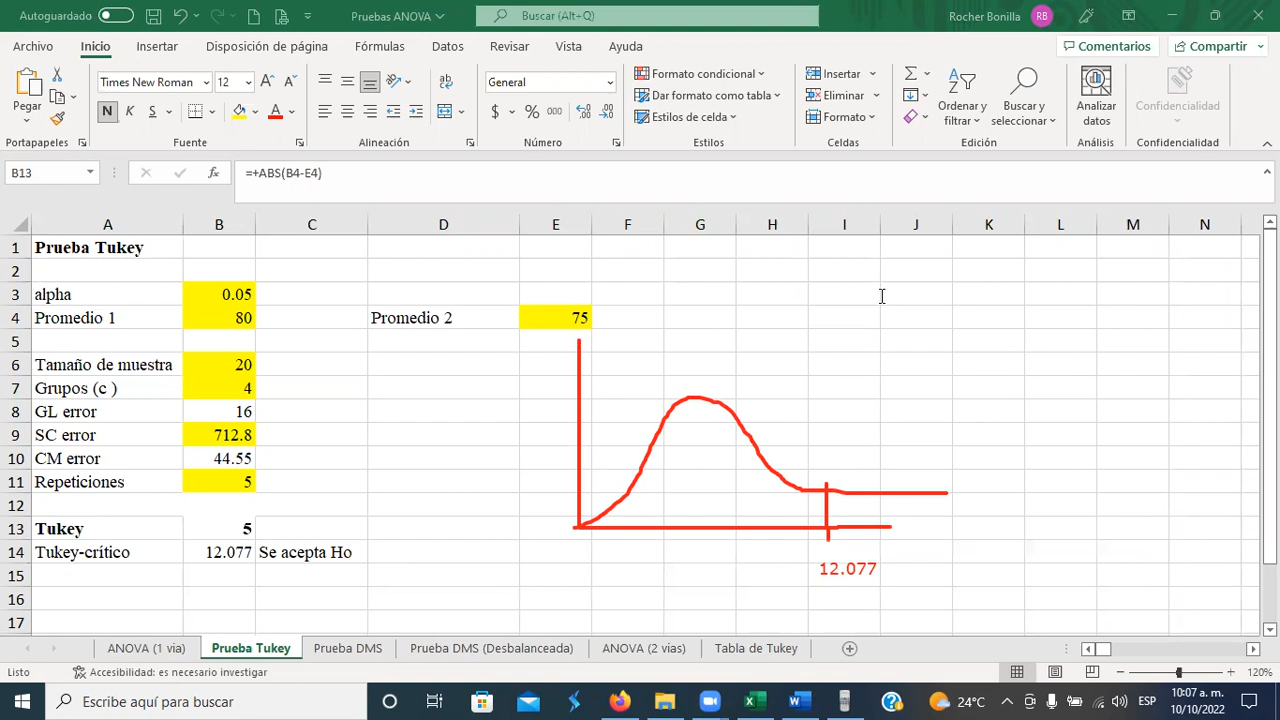 Autoguardado
Pruebas ANOVA
Buscar (Alt+Q)
Rocher Bonilla
RB
Archivo Inicio Insertar Disposición de página Fórmulas Datos Revisar Vista Ayuda
Comentarios
Compartir
Pegar
Times New Roman 12
N K S
General
$ % 000
Formato condicional
Dar formato como tabla
Estilos de celda
Insertar
Eliminar
Formato
Ordenar y filtrar
Buscar y seleccionar
Analizar datos
Confidencialidad
Portapapeles Fuente Alineación Número Estilos Celdas Edición Análisis Confidencialidad
B13 fx =+ABS(B4-E4)
A B C D E F G H I J K L M N
1 Prueba Tukey
2
3 alpha 0.05
4 Promedio 1 80 Promedio 2 75
5
6 Tamaño de muestra 20
7 Grupos (c ) 4
8 GL error 16
9 SC error 712.8
10 CM error 44.55
11 Repeticiones 5
12
13 Tukey 5
14 Tukey-crítico 12.077 Se acepta Ho
12.077
15
16
17
ANOVA (1 via) Prueba Tukey Prueba DMS Prueba DMS (Desbalanceada) ANOVA (2 vias) Tabla de Tukey
Listo Accesibilidad: es necesario investigar 120%
Escribe aquí para buscar
24°C ESP 10:07 a. m.
10/10/2022